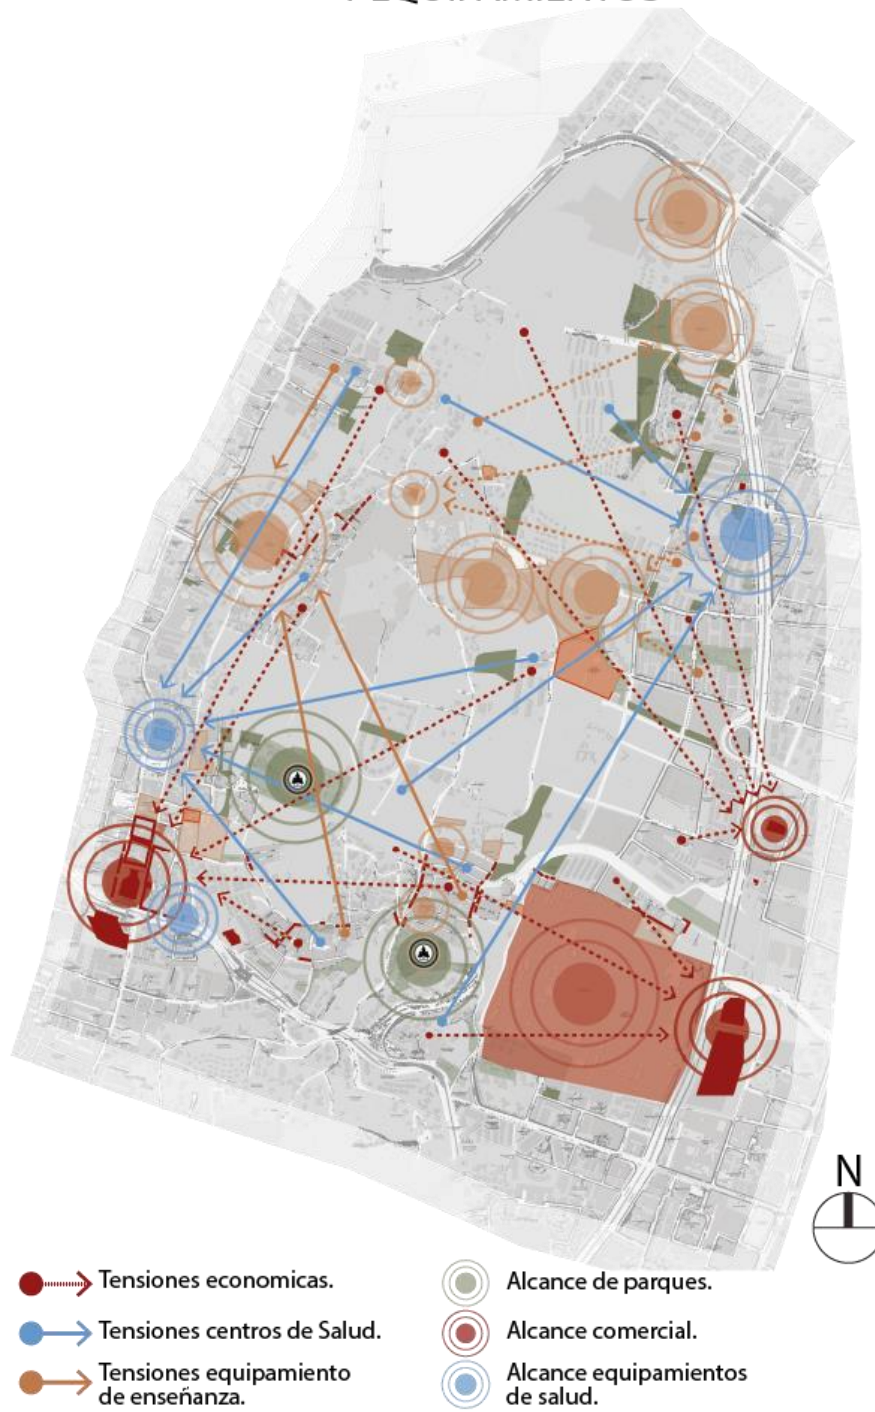 N
Tensiones economicas.
Tensiones centros de Salud.
Tensiones equipamiento
de enseñanza.
Alcance de parques.
Alcance comercial.
Alcance equipamientos
de salud.